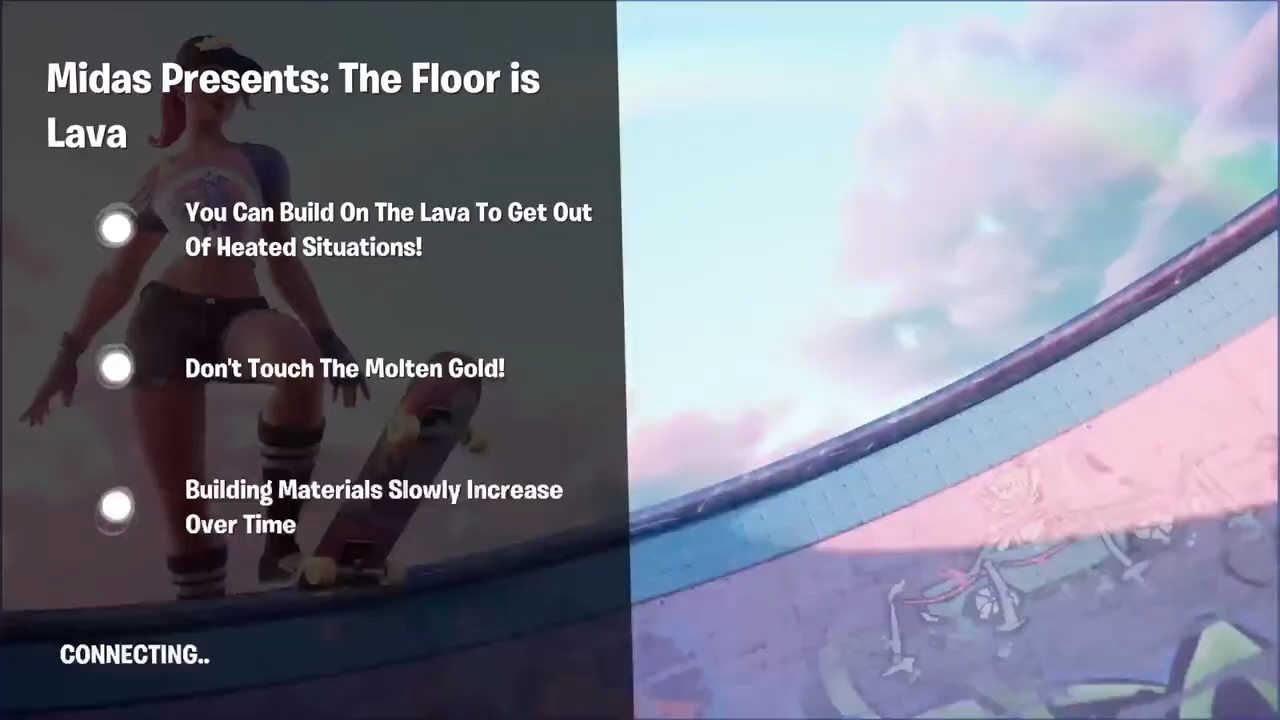 Midas Presents: The Floor is
Lava
You Can Build On The Lava To Get Out
Of Heated Situations!
Don't Touch The Molten Gold!
Building Materials Slowly Increase
Over Time
CONNECTING..